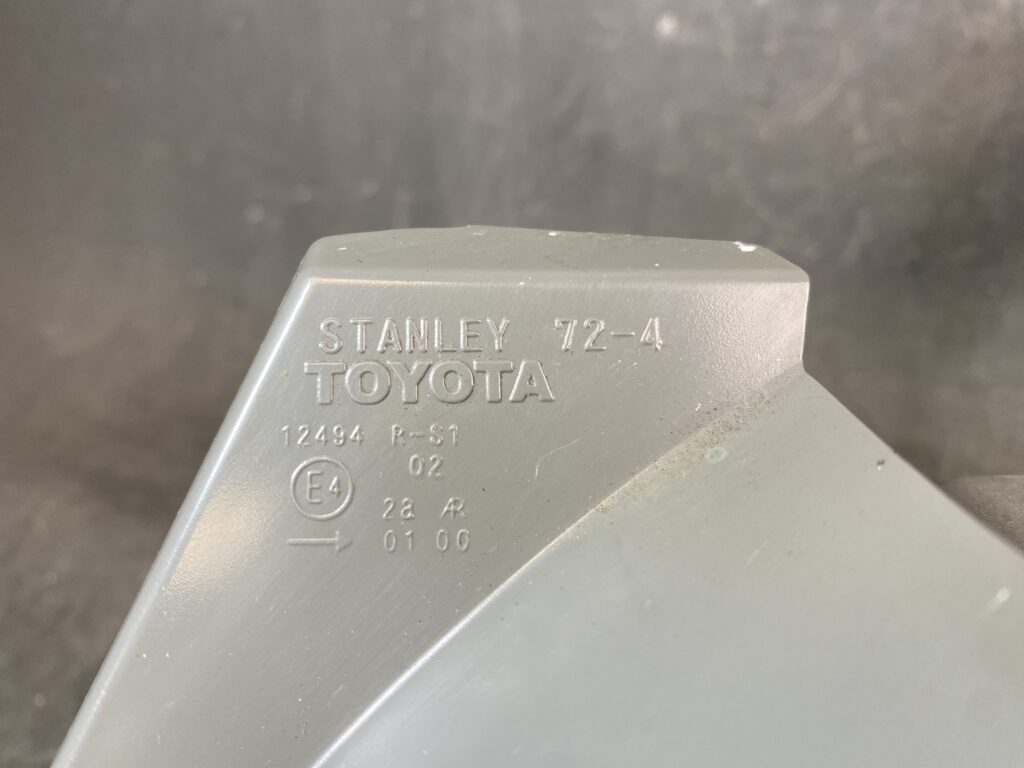 STANLEY 72-4
TOYOTA
12494 R-S1
02
E4
2a AR
01 00